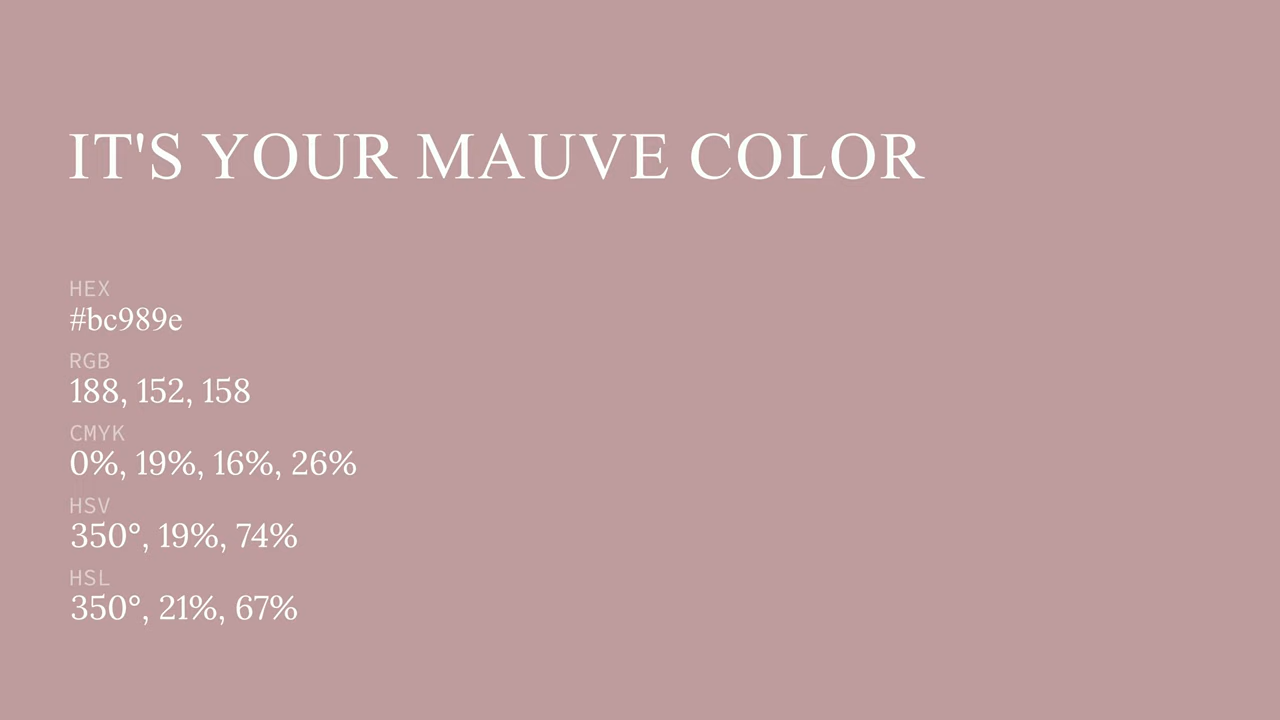 IT'S YOUR MAUVE COLOR
HEX
#bc989e
RGB
188, 152, 158
CMYK
0%, 19%, 16%, 26%
HSV
350°, 19%, 74%
HSL
350°, 21%, 67%